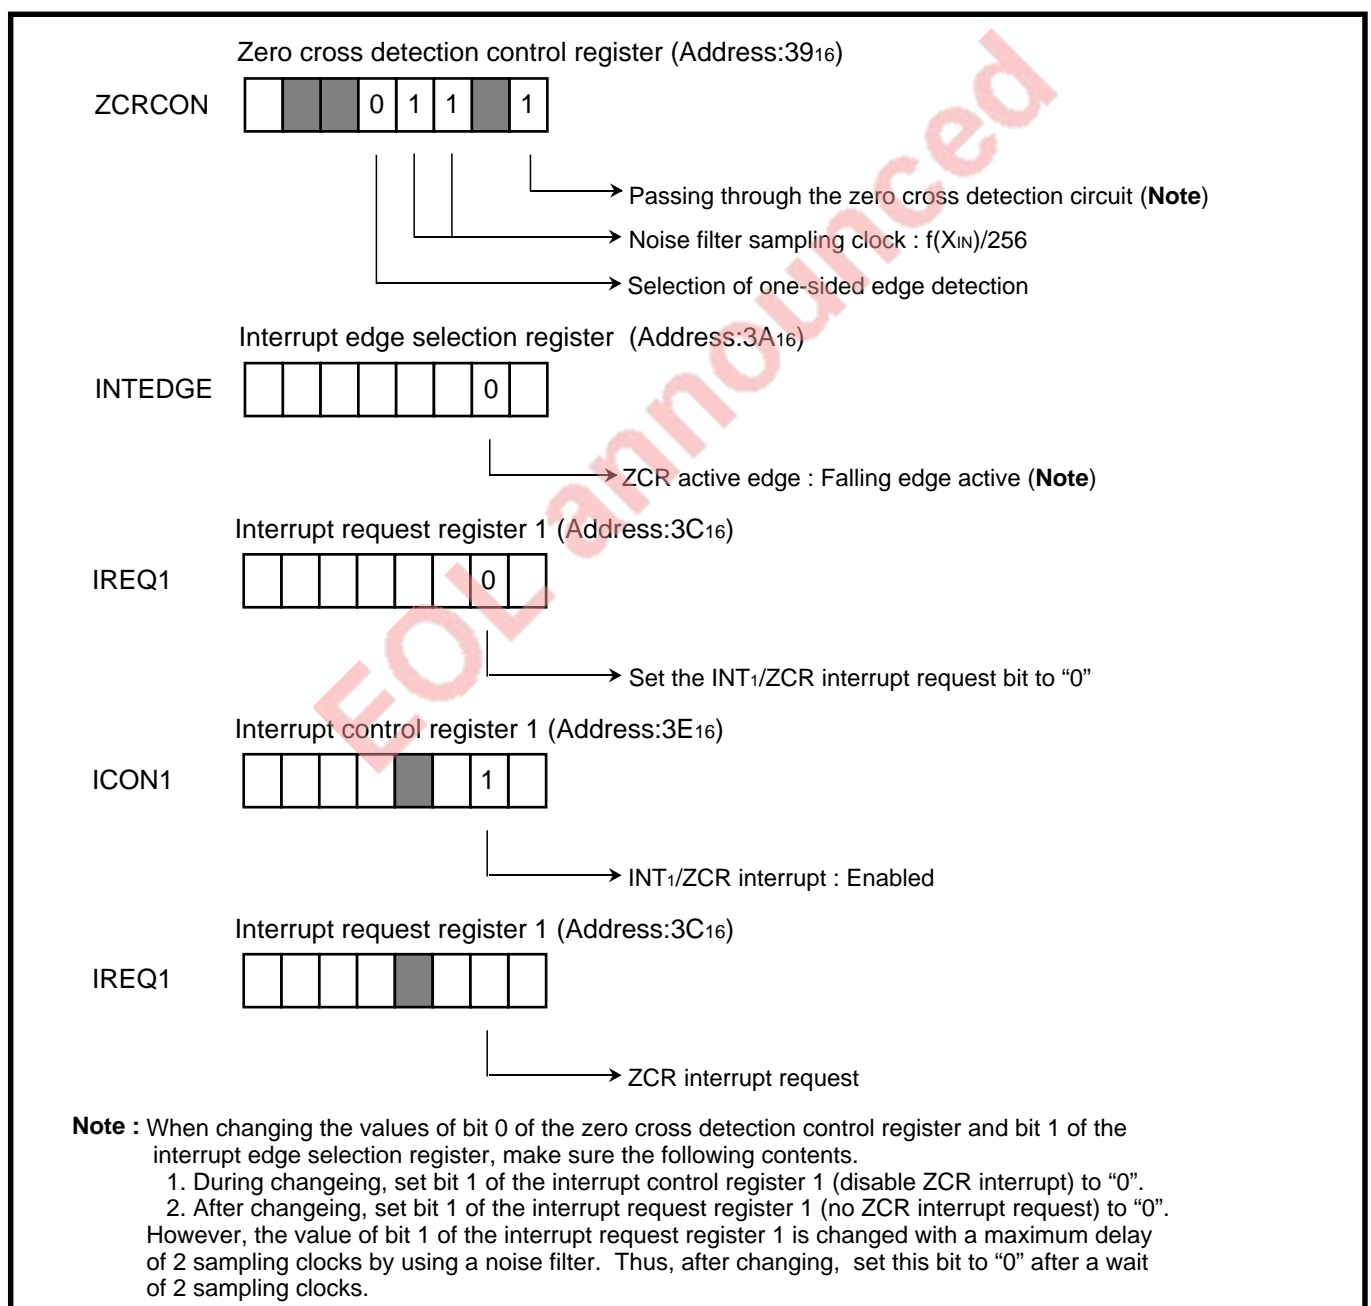 Zero cross detection control register (Address:3916)
ZCRCON 0 1 1 1
Passing through the zero cross detection circuit (Note)
Noise filter sampling clock : f(XIN)/256
Selection of one-sided edge detection
Interrupt edge selection register (Address:3A16)
INTEDGE 0
ZCR active edge : Falling edge active (Note)
Interrupt request register 1 (Address:3C16)
IREQ1 0
Set the INT1/ZCR interrupt request bit to “0”
Interrupt control register 1 (Address:3E16)
ICON1 1
INT1/ZCR interrupt : Enabled
Interrupt request register 1 (Address:3C16)
IREQ1
ZCR interrupt request
Note : When changing the values of bit 0 of the zero cross detection control register and bit 1 of the
interrupt edge selection register, make sure the following contents.
1. During changeing, set bit 1 of the interrupt control register 1 (disable ZCR interrupt) to “0”.
2. After changeing, set bit 1 of the interrupt request register 1 (no ZCR interrupt request) to “0”.
However, the value of bit 1 of the interrupt request register 1 is changed with a maximum delay
of 2 sampling clocks by using a noise filter. Thus, after changing, set this bit to “0” after a wait
of 2 sampling clocks.
EOL announced